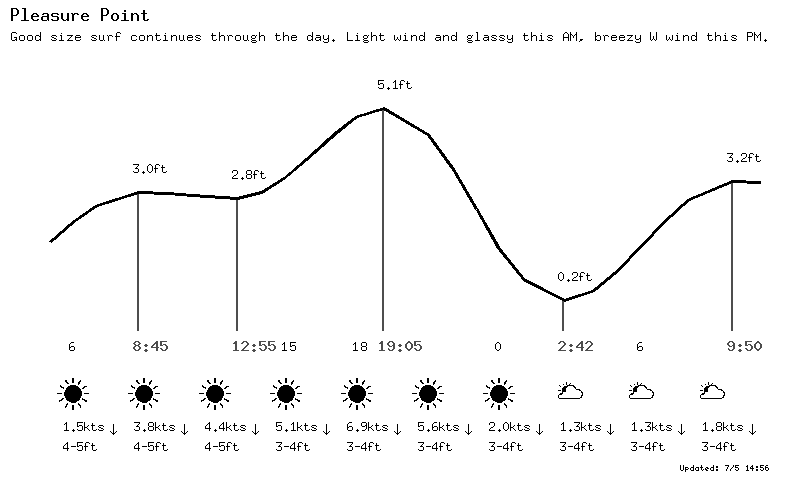 Pleasure Point
Good size surf continues through the day. Light wind and glassy this AM, breezy W wind this PM.
5.1ft
3.0ft
2.8ft
3.2ft
0.2ft
6 8:45 12:55 15 18 19:05 0 2:42 6 9:50
1.5kts ↓ 3.8kts ↓ 4.4kts ↓ 5.1kts ↓ 6.9kts ↓ 5.6kts ↓ 2.0kts ↓ 1.3kts ↓ 1.3kts ↓ 1.8kts ↓
4-5ft 4-5ft 4-5ft 3-4ft 3-4ft 3-4ft 3-4ft 3-4ft 3-4ft 3-4ft
Updated: 7/5 14:56